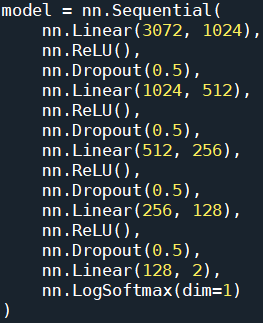 model = nn.Sequential(
    nn.Linear(3072, 1024),
    nn.ReLU(),
    nn.Dropout(0.5),
    nn.Linear(1024, 512),
    nn.ReLU(),
    nn.Dropout(0.5),
    nn.Linear(512, 256),
    nn.ReLU(),
    nn.Dropout(0.5),
    nn.Linear(256, 128),
    nn.ReLU(),
    nn.Dropout(0.5),
    nn.Linear(128, 2),
    nn.LogSoftmax(dim=1)
)